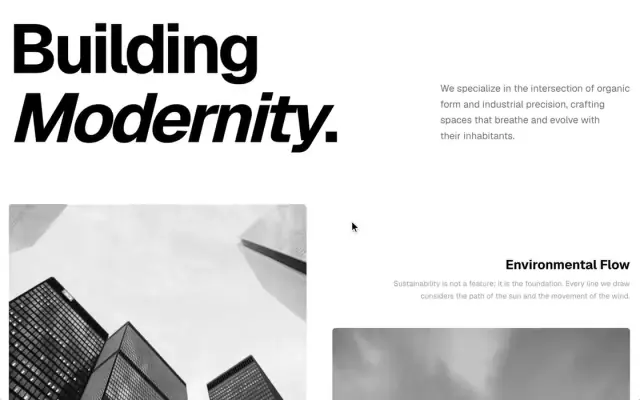 Building
Modernity.
We specialize in the intersection of organic
form and industrial precision, crafting
spaces that breathe and evolve with
their inhabitants.
Environmental Flow
Sustainability is not a feature; it is the foundation. Every line we draw
considers the path of the sun and the movement of the wind.